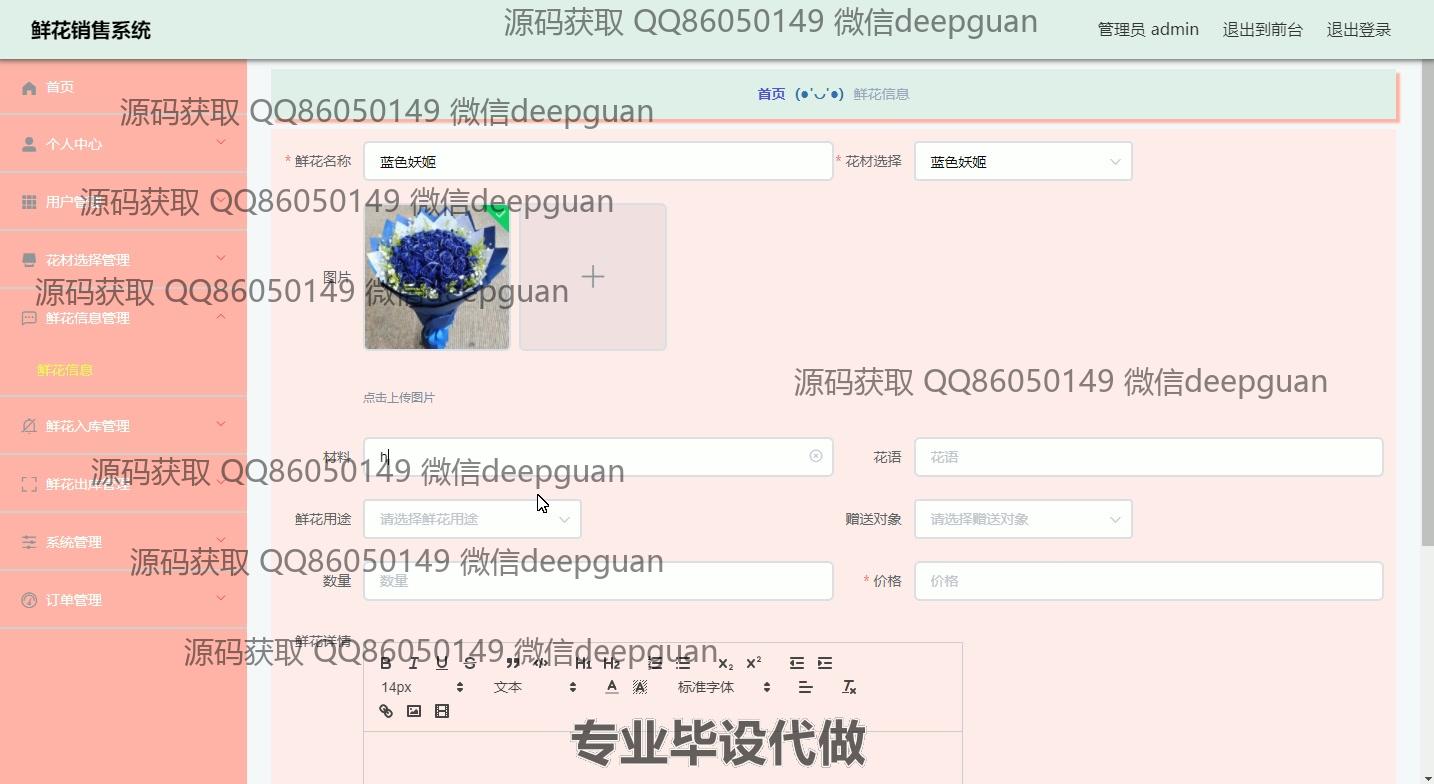 鲜花销售系统
源码获取 QQ86050149 微信deepguan
管理员 admin
退出到前台
退出登录
首页
首页 (●'◡'●) 鲜花信息
源码获取 QQ86050149 微信deepguan
个人中心
* 鲜花名称 蓝色妖姬
* 花材选择 蓝色妖姬
用户管理
源码获取 QQ86050149 微信deepguan
花材选择管理
图片
源码获取 QQ86050149 微信deepguan
鲜花信息管理
鲜花信息
源码获取 QQ86050149 微信deepguan
点击上传图片
鲜花入库管理
材料 h
花语 花语
源码获取 QQ86050149 微信deepguan
鲜花出库管理
鲜花用途 请选择鲜花用途
赠送对象 请选择赠送对象
系统管理
源码获取 QQ86050149 微信deepguan
数量 数量
* 价格 价格
订单管理
鲜花详情
源码获取 QQ86050149 微信deepguan
B I U S ” </> H1 H2 x₂ x²
14px 文本 A A 标准字体 Tx
专业毕设代做